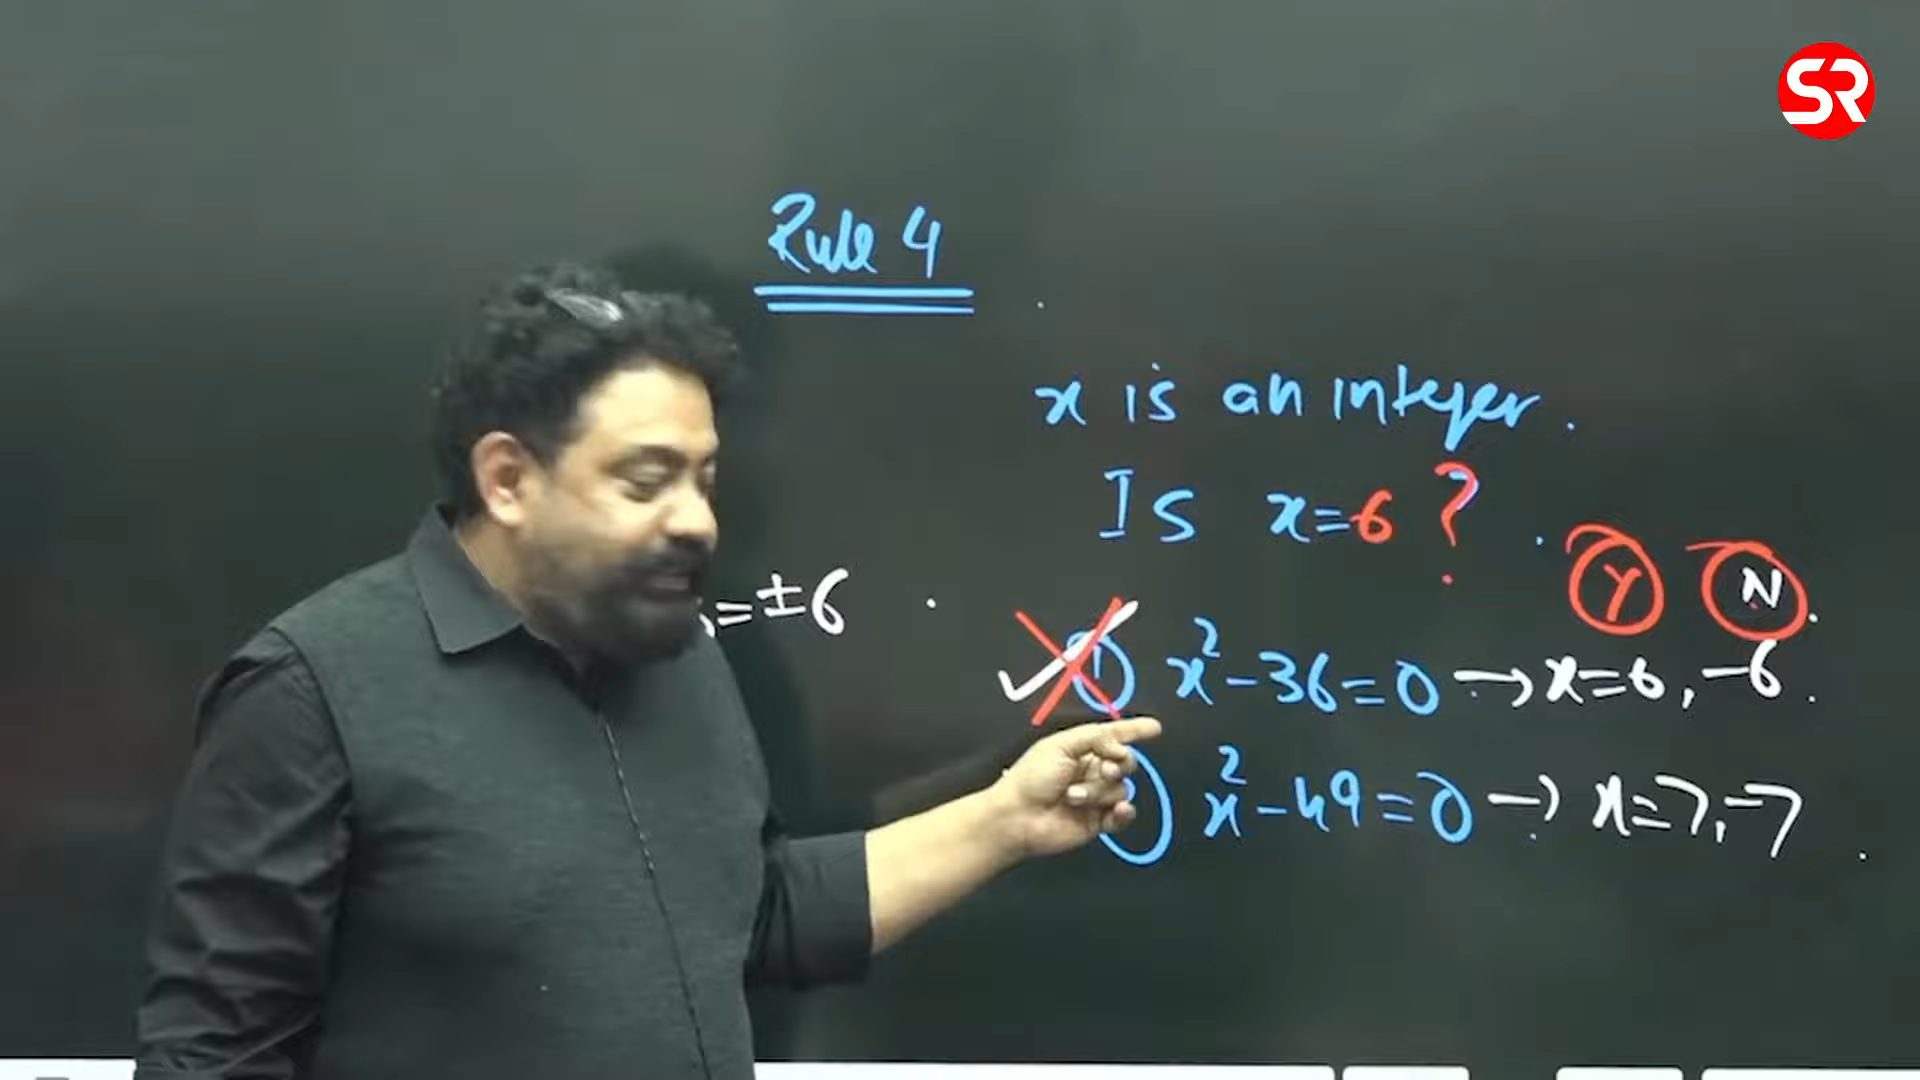 SR
Rule 4
x is an integer.
Is x=6?
Y N
=±6
① x²-36=0 → x=6, -6
x²-49=0 → x=7, -7